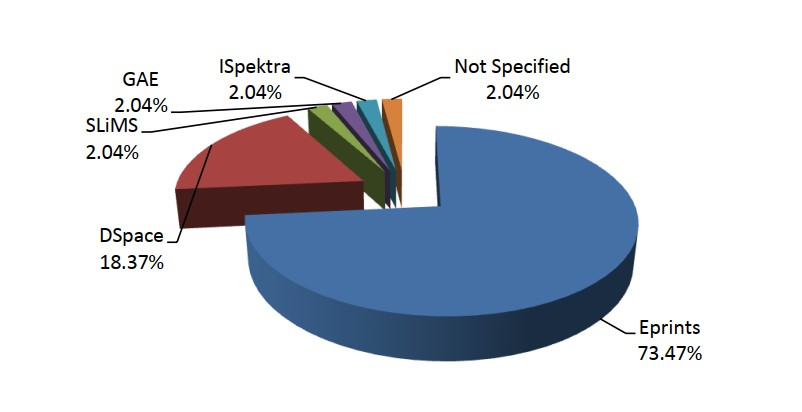 ISpektra
2.04%
Not Specified
2.04%
GAE
2.04%
SLiMS
2.04%
DSpace
18.37%
Eprints
73.47%